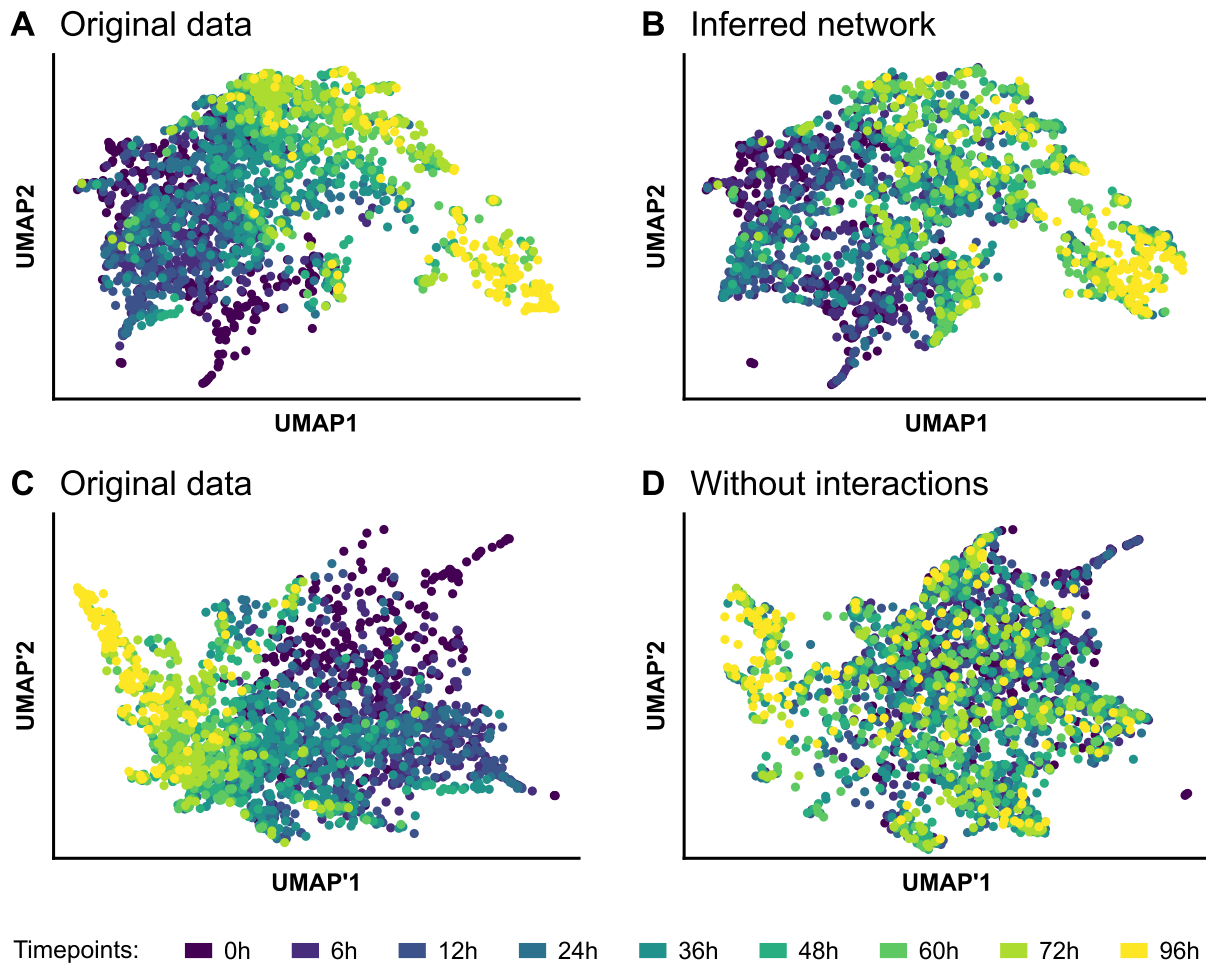 A Original data
B Inferred network
UMAP2
UMAP1
UMAP2
UMAP1
C Original data
D Without interactions
UMAP'2
UMAP'1
UMAP'2
UMAP'1
Timepoints: 0h 6h 12h 24h 36h 48h 60h 72h 96h